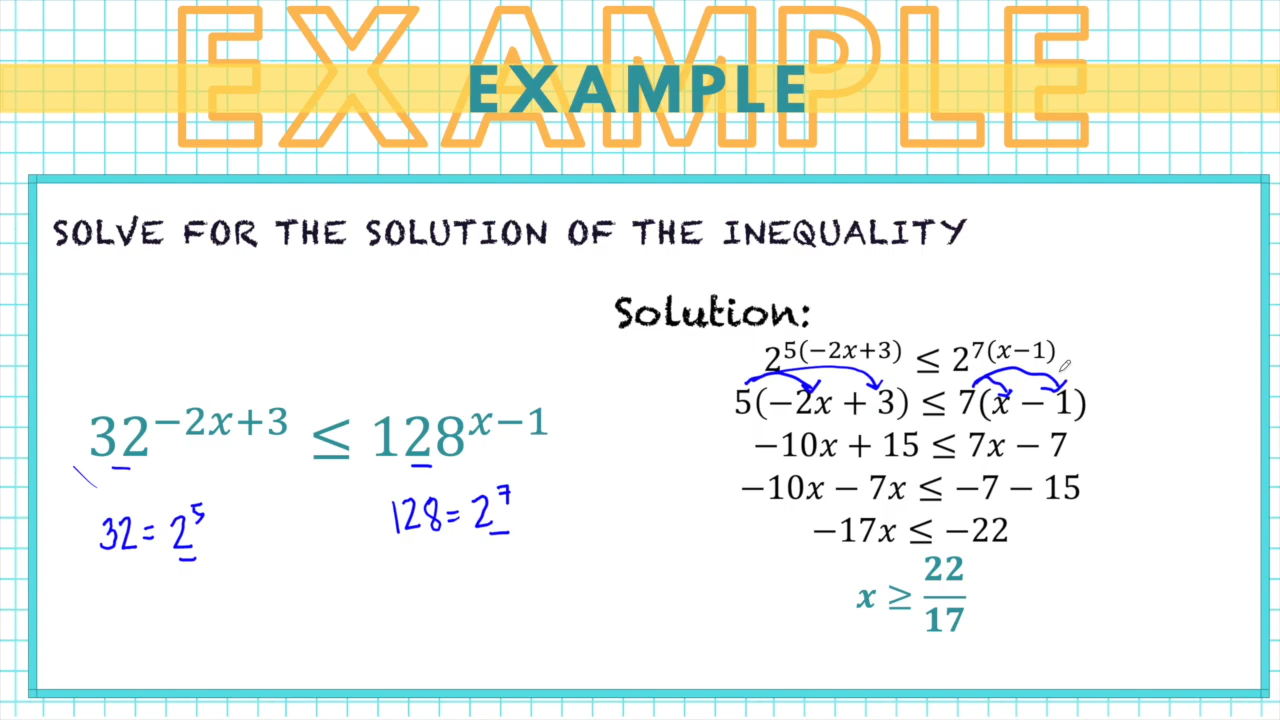 EXAMPLE
EXAMPLE
SOLVE FOR THE SOLUTION OF THE INEQUALITY
32^{−2x+3} ≤ 128^{x−1}
32 = 2^5
128 = 2^7
Solution:
2^{5(−2x+3)} ≤ 2^{7(x−1)}
5(−2x + 3) ≤ 7(x − 1)
−10x + 15 ≤ 7x − 7
−10x − 7x ≤ −7 − 15
−17x ≤ −22
x ≥ 22/17